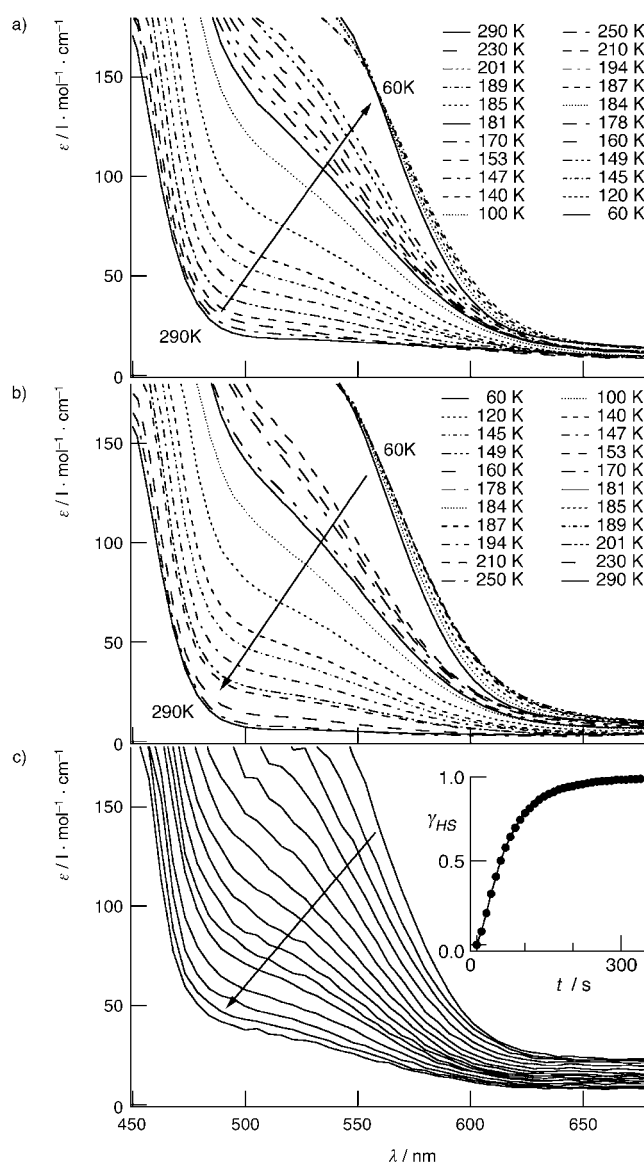 a)
ε / l · mol⁻¹ · cm⁻¹
150
100
50
0
60K
290K
290 K 250 K
230 K 210 K
201 K 194 K
189 K 187 K
185 K 184 K
181 K 178 K
170 K 160 K
153 K 149 K
147 K 145 K
140 K 120 K
100 K 60 K
b)
ε / l · mol⁻¹ · cm⁻¹
150
100
50
0
60K
290K
60 K 100 K
120 K 140 K
145 K 147 K
149 K 153 K
160 K 170 K
178 K 181 K
184 K 185 K
187 K 189 K
194 K 201 K
210 K 230 K
250 K 290 K
c)
ε / l · mol⁻¹ · cm⁻¹
150
100
50
0
1.0
γHS
0.5
0.0
0 300
t / s
450 500 550 600 650
λ / nm